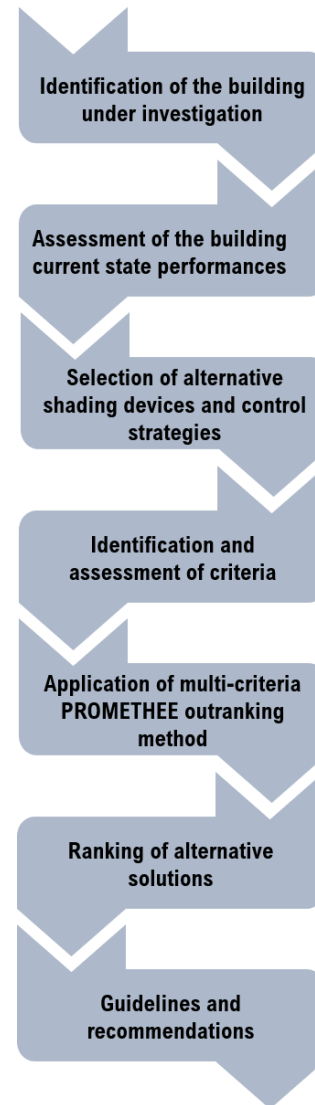 Identification of the building
under investigation
Assessment of the building
current state performances
Selection of alternative
shading devices and control
strategies
Identification and
assessment of criteria
Application of multi-criteria
PROMETHEE outranking
method
Ranking of alternative
solutions
Guidelines and
recommendations